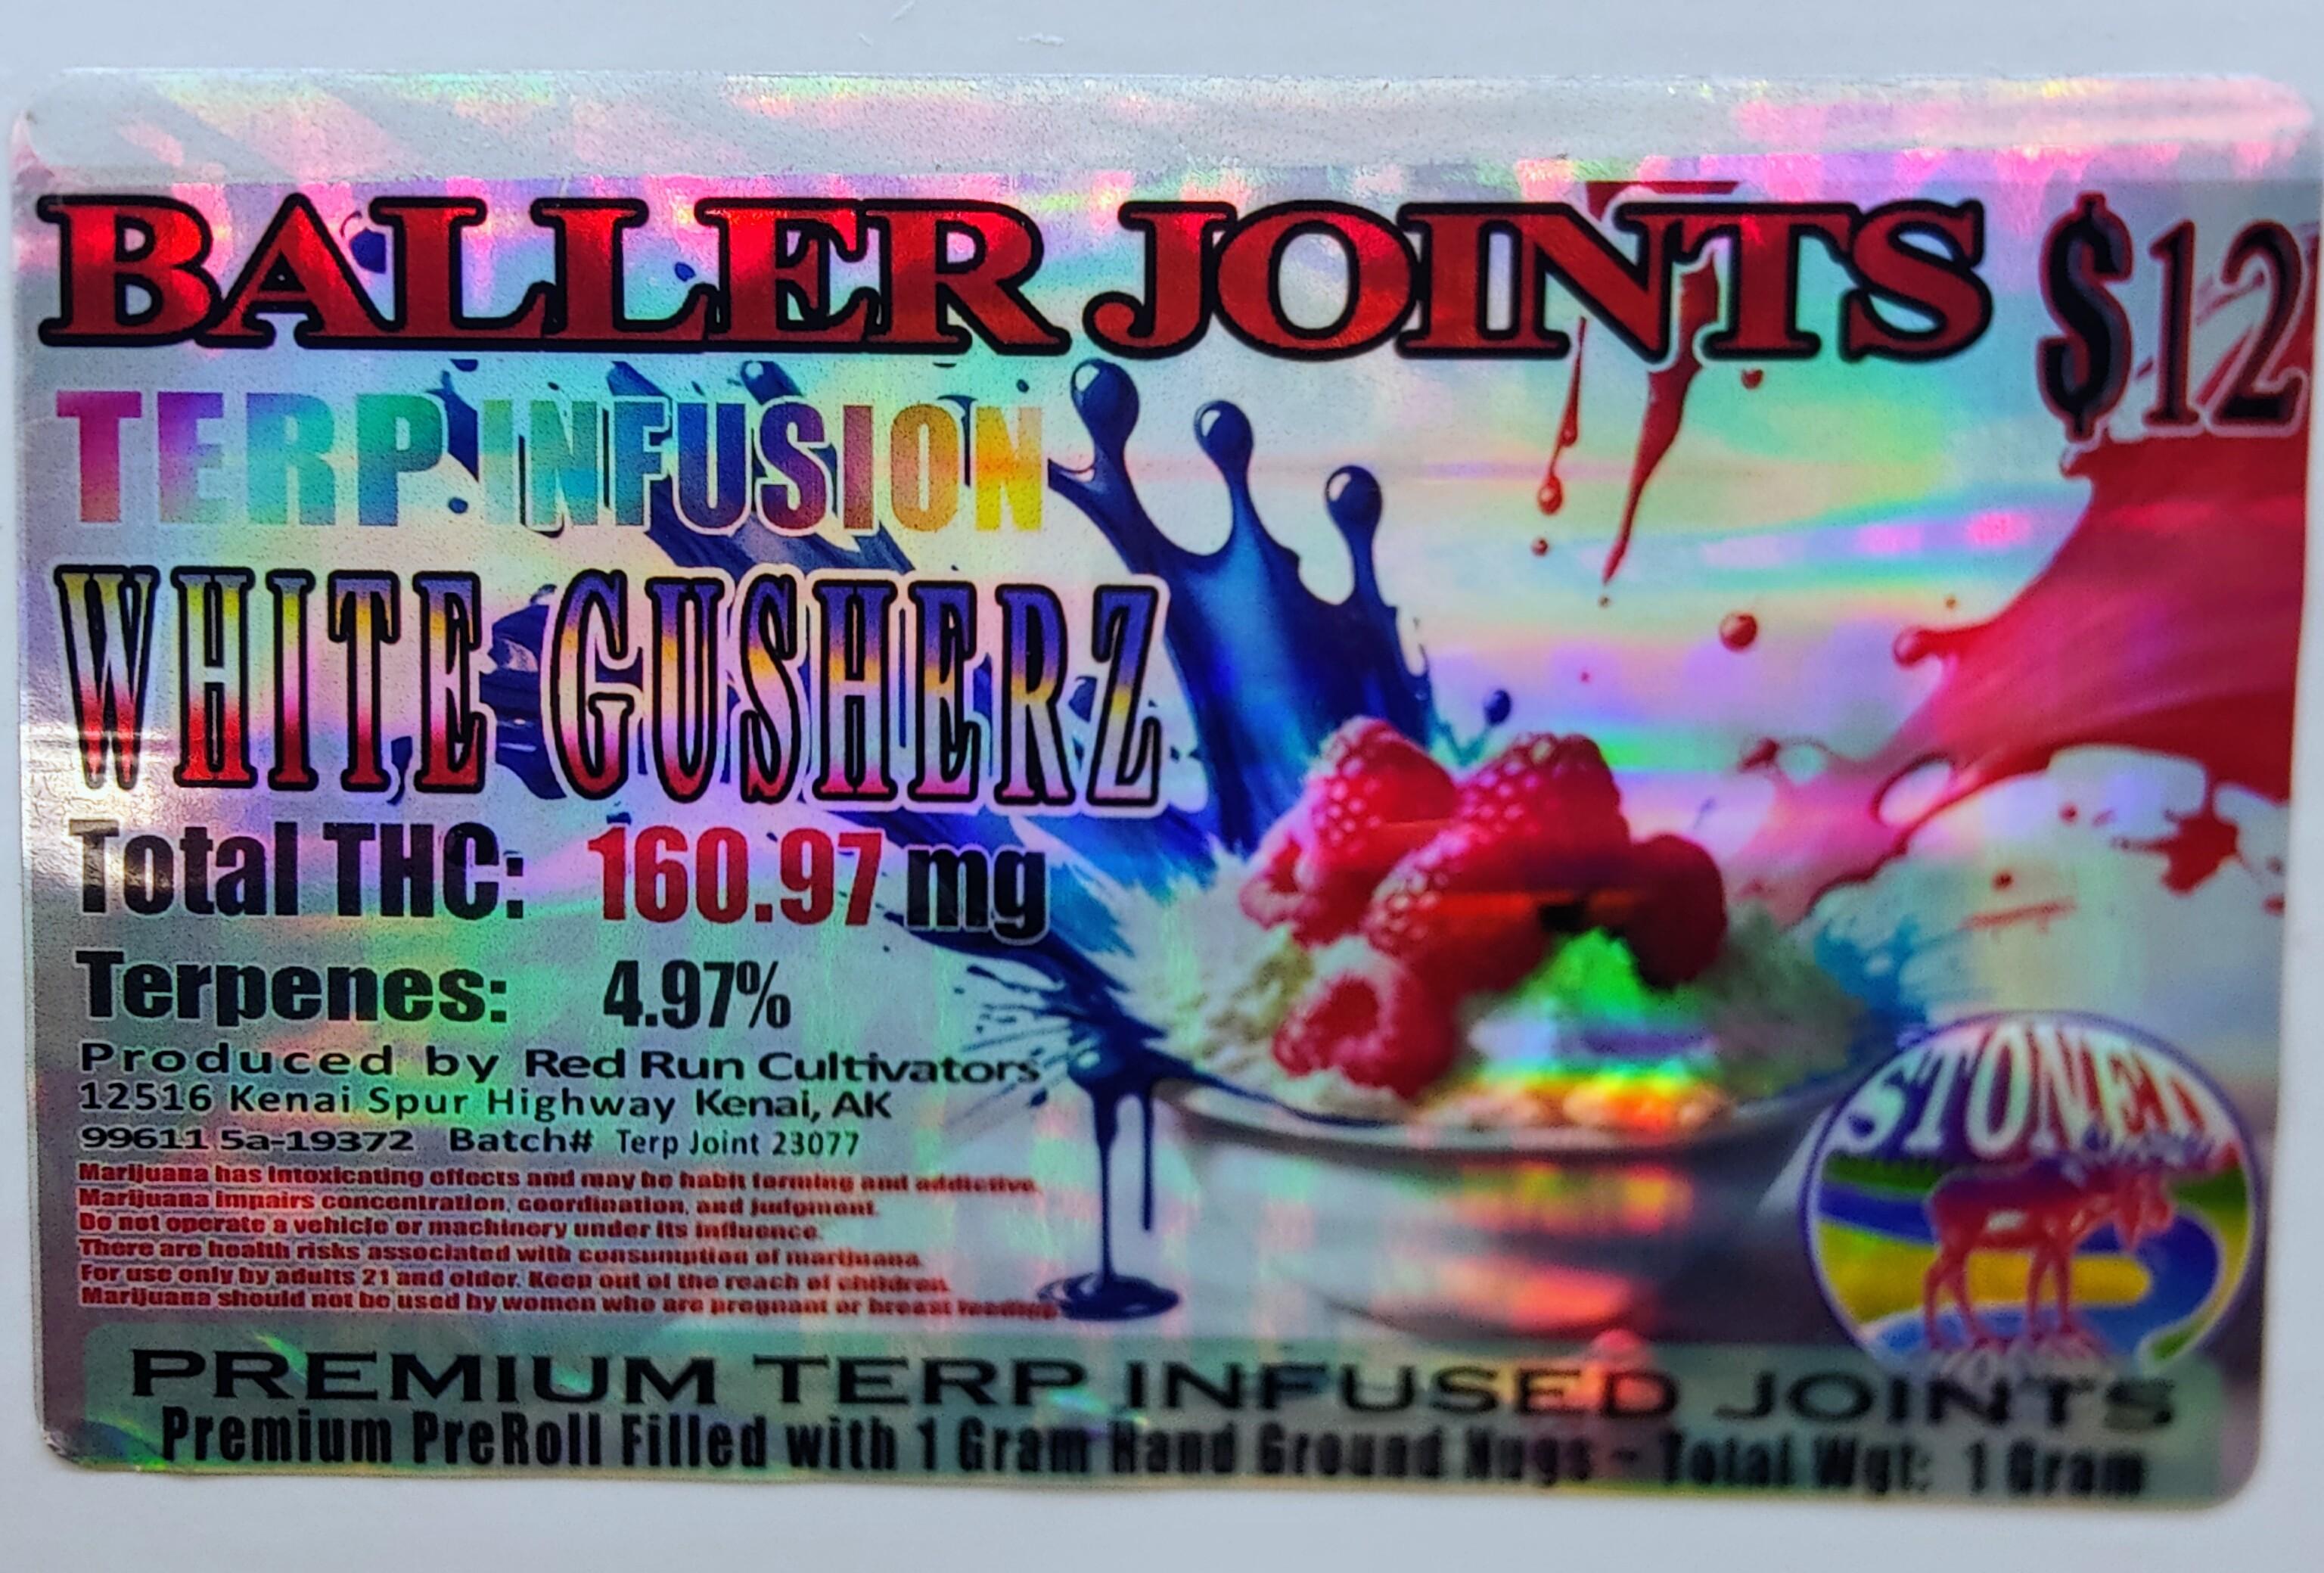 BALLER JOINTS $12
TERP INFUSION
WHITE GUSHERZ
Total THC: 160.97 mg
Terpenes: 4.97%
Produced by Red Run Cultivators
12516 Kenai Spur Highway Kenai, AK
99611 5a-19372 Batch# Terp Joint 23077
Marijuana has intoxicating effects and may be habit forming and addictive.
Marijuana impairs concentration, coordination, and judgment.
Do not operate a vehicle or machinery under its influence.
There are health risks associated with consumption of marijuana.
For use only by adults 21 and older. Keep out of the reach of children.
Marijuana should not be used by women who are pregnant or breast feeding.
STONED
PREMIUM TERP INFUSED JOINTS
Premium PreRoll Filled with 1 Gram Hand Ground Nugs - Total Wgt: 1 Gram